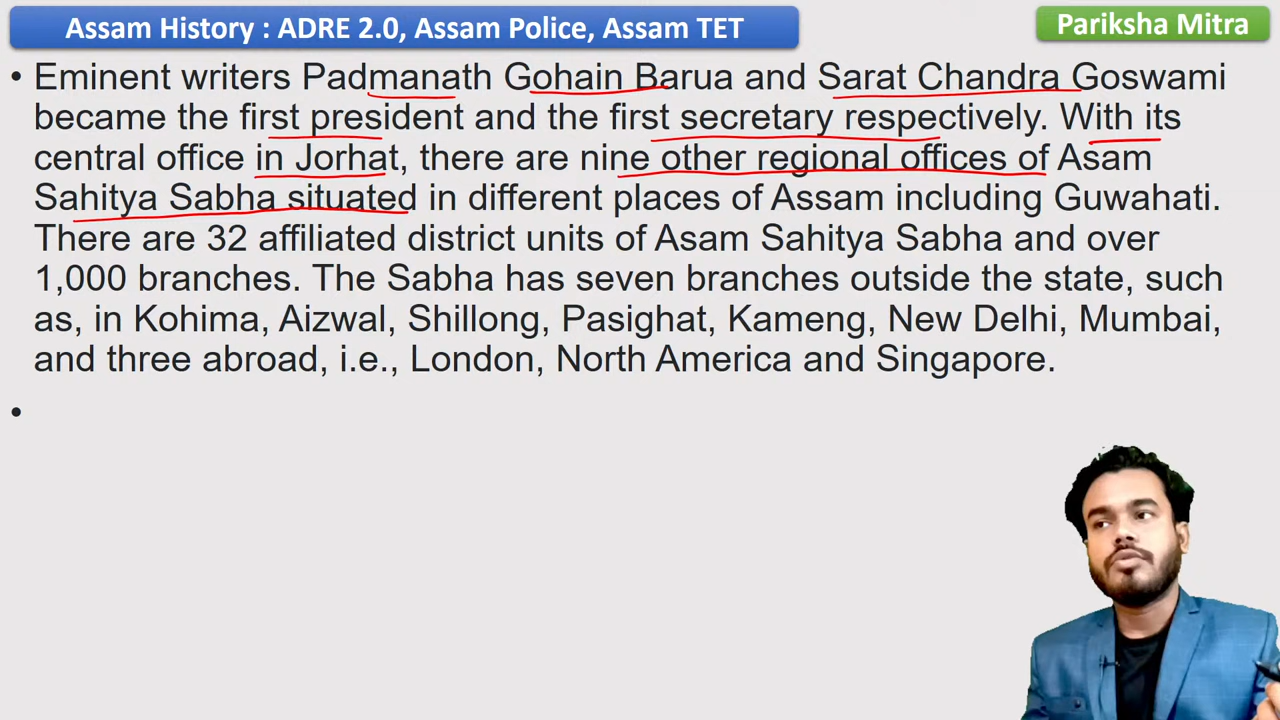 Assam History : ADRE 2.0, Assam Police, Assam TET
Pariksha Mitra
• Eminent writers Padmanath Gohain Barua and Sarat Chandra Goswami
became the first president and the first secretary respectively. With its
central office in Jorhat, there are nine other regional offices of Asam
Sahitya Sabha situated in different places of Assam including Guwahati.
There are 32 affiliated district units of Asam Sahitya Sabha and over
1,000 branches. The Sabha has seven branches outside the state, such
as, in Kohima, Aizwal, Shillong, Pasighat, Kameng, New Delhi, Mumbai,
and three abroad, i.e., London, North America and Singapore.
•